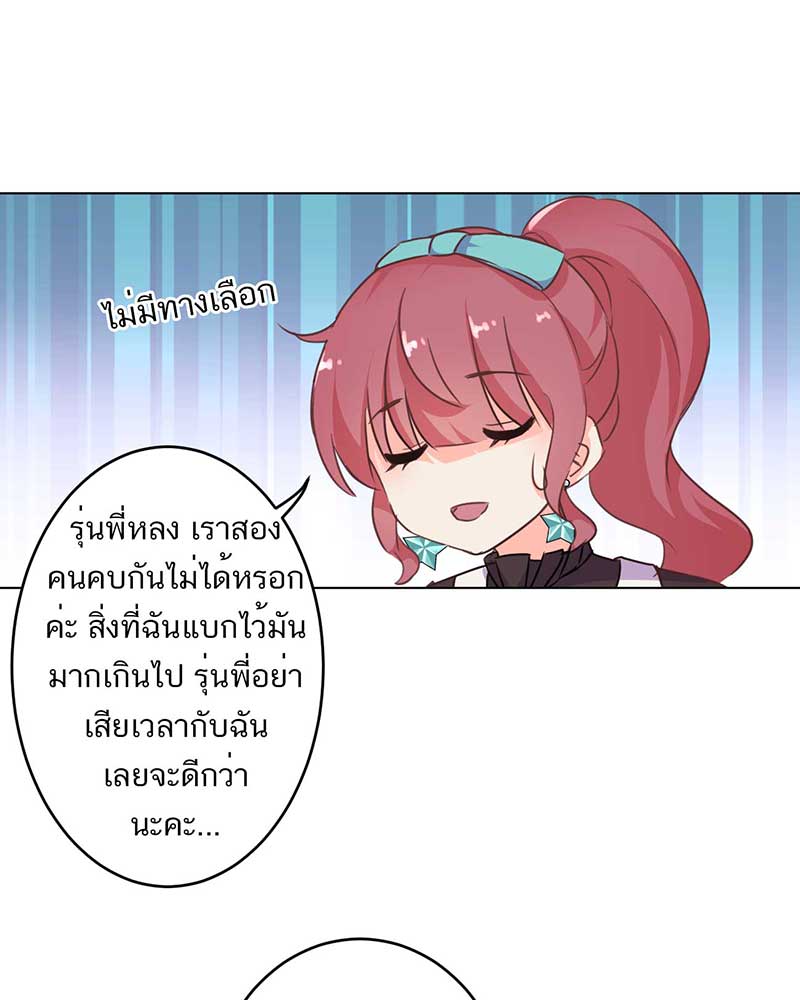 ไม่มีทางเลือก
รุ่นพี่หลง เราสอง
คนคบกันไม่ได้หรอก
ค่ะ สิ่งที่ฉันแบกไว้มัน
มากเกินไป รุ่นพี่อย่า
เสียเวลากับฉัน
เลยจะดีกว่า
นะคะ...